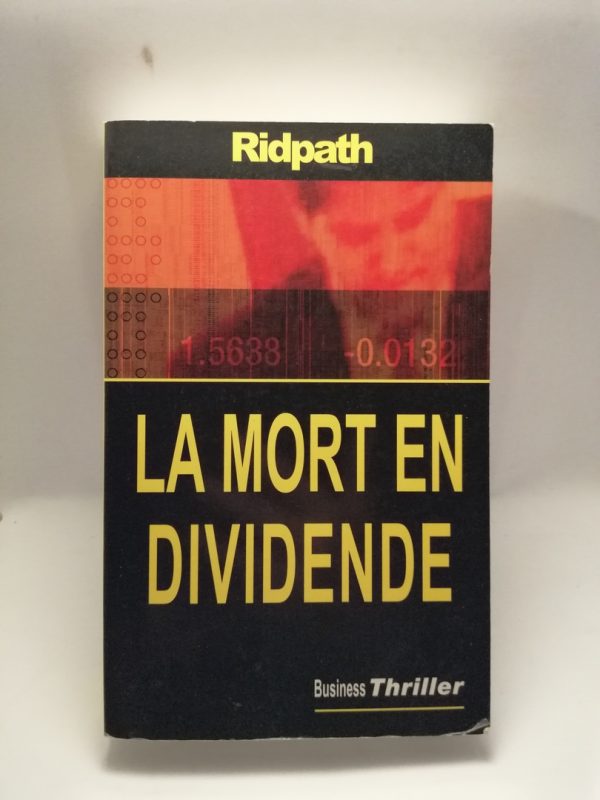 Ridpath
1.5638 -0.0132
LA MORT EN
DIVIDENDE
Business Thriller